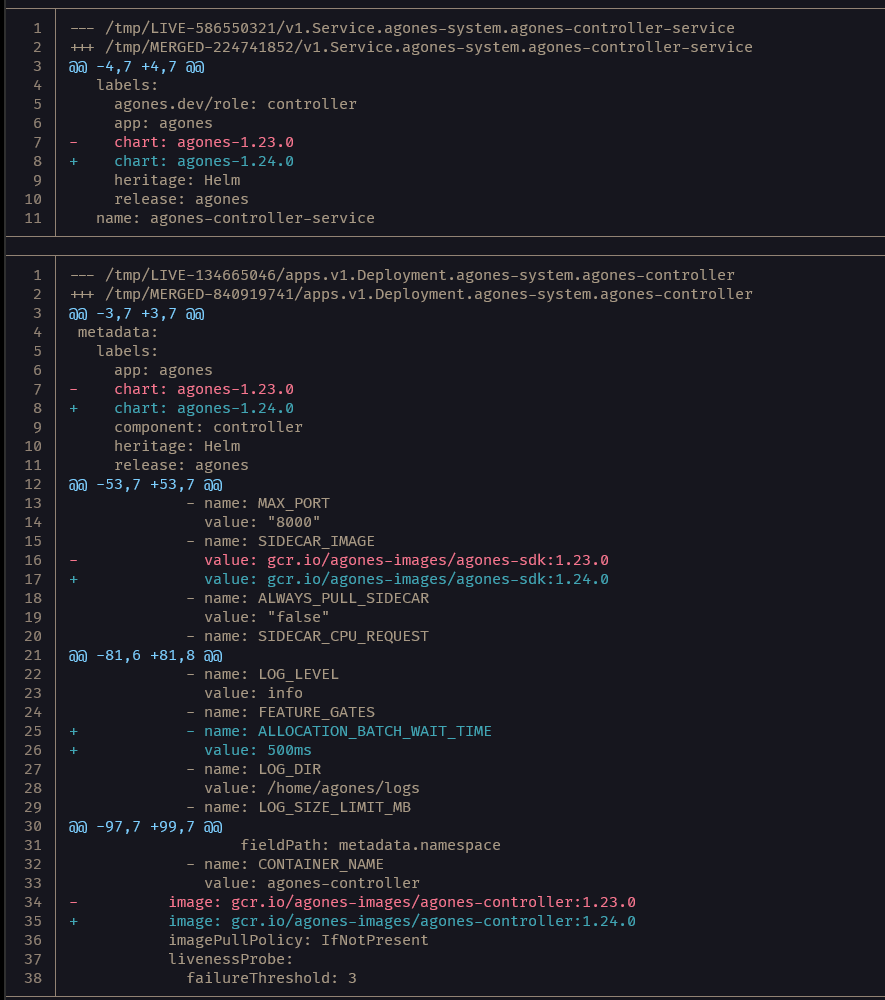 1 --- /tmp/LIVE-586550321/v1.Service.agones-system.agones-controller-service
2 +++ /tmp/MERGED-224741852/v1.Service.agones-system.agones-controller-service
3 @@ -4,7 +4,7 @@
4    labels:
5      agones.dev/role: controller
6      app: agones
7 -    chart: agones-1.23.0
8 +    chart: agones-1.24.0
9      heritage: Helm
10      release: agones
11    name: agones-controller-service
1 --- /tmp/LIVE-134665046/apps.v1.Deployment.agones-system.agones-controller
2 +++ /tmp/MERGED-840919741/apps.v1.Deployment.agones-system.agones-controller
3 @@ -3,7 +3,7 @@
4  metadata:
5    labels:
6      app: agones
7 -    chart: agones-1.23.0
8 +    chart: agones-1.24.0
9      component: controller
10      heritage: Helm
11      release: agones
12 @@ -53,7 +53,7 @@
13              - name: MAX_PORT
14                value: "8000"
15              - name: SIDECAR_IMAGE
16 -              value: gcr.io/agones-images/agones-sdk:1.23.0
17 +              value: gcr.io/agones-images/agones-sdk:1.24.0
18              - name: ALWAYS_PULL_SIDECAR
19                value: "false"
20              - name: SIDECAR_CPU_REQUEST
21 @@ -81,6 +81,8 @@
22              - name: LOG_LEVEL
23                value: info
24              - name: FEATURE_GATES
25 +            - name: ALLOCATION_BATCH_WAIT_TIME
26 +              value: 500ms
27              - name: LOG_DIR
28                value: /home/agones/logs
29              - name: LOG_SIZE_LIMIT_MB
30 @@ -97,7 +99,7 @@
31                    fieldPath: metadata.namespace
32              - name: CONTAINER_NAME
33                value: agones-controller
34 -          image: gcr.io/agones-images/agones-controller:1.23.0
35 +          image: gcr.io/agones-images/agones-controller:1.24.0
36            imagePullPolicy: IfNotPresent
37            livenessProbe:
38              failureThreshold: 3